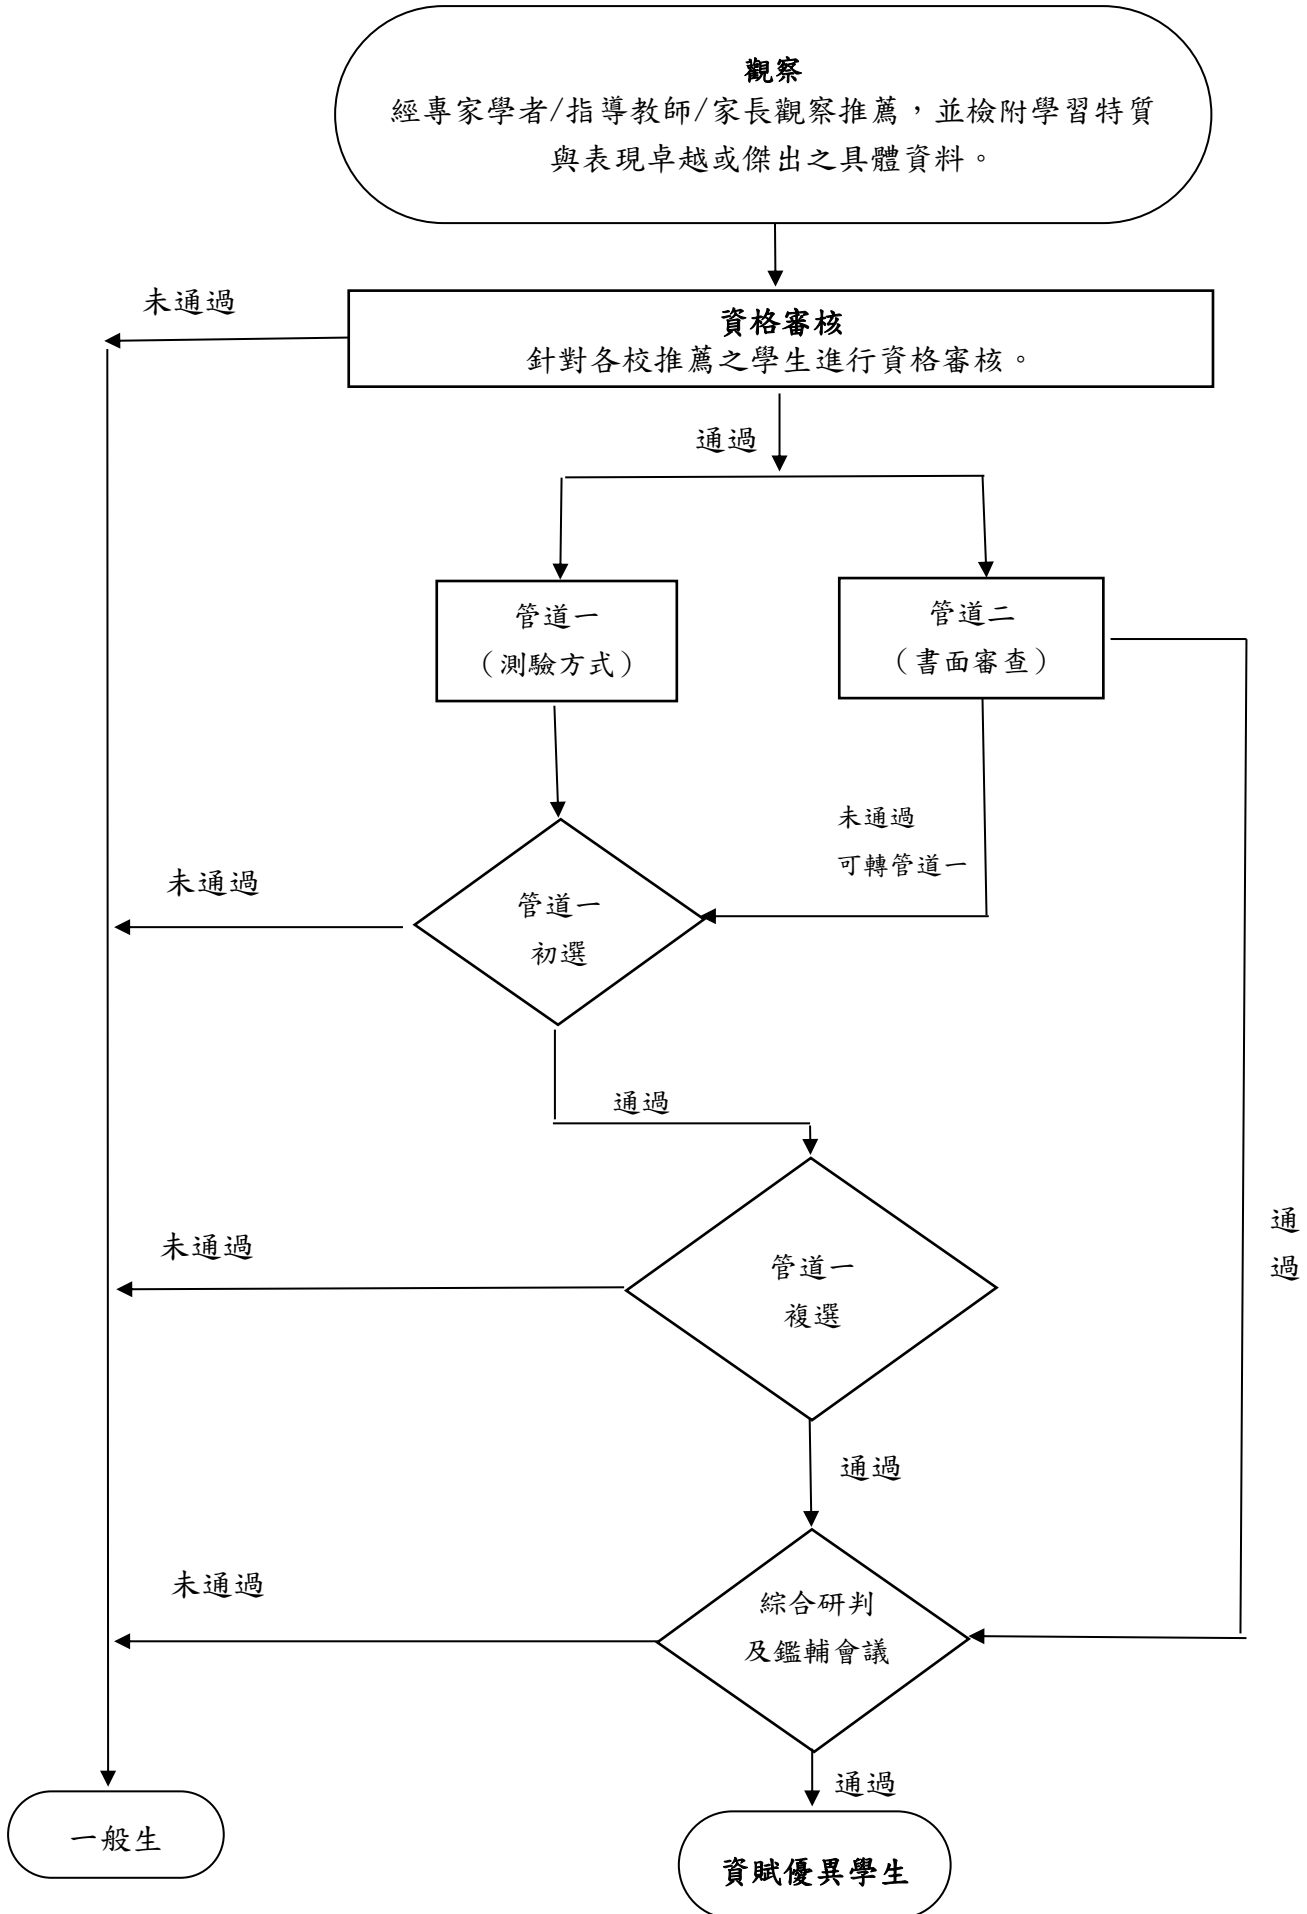 觀察
經專家學者/指導教師/家長觀察推薦，並檢附學習特質
與表現卓越或傑出之具體資料。
未通過
資格審核
針對各校推薦之學生進行資格審核。
通過
管道一
（測驗方式）
管道二
（書面審查）
未通過
可轉管道一
未通過
管道一
初選
通過
通
過
未通過
管道一
複選
通過
未通過
綜合研判
及鑑輔會議
通過
一般生
資賦優異學生